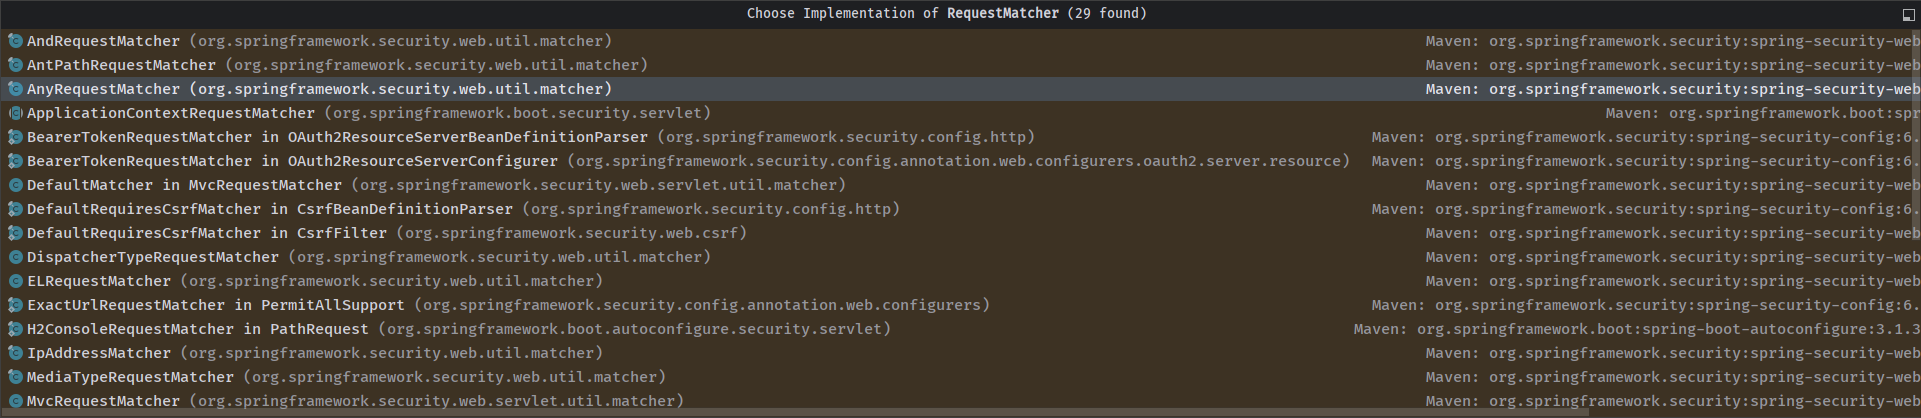 Choose Implementation of RequestMatcher (29 found)
AndRequestMatcher (org.springframework.security.web.util.matcher) Maven: org.springframework.security:spring-security-web
AntPathRequestMatcher (org.springframework.security.web.util.matcher) Maven: org.springframework.security:spring-security-web
AnyRequestMatcher (org.springframework.security.web.util.matcher) Maven: org.springframework.security:spring-security-web
ApplicationContextRequestMatcher (org.springframework.boot.security.servlet) Maven: org.springframework.boot:spr
BearerTokenRequestMatcher in OAuth2ResourceServerBeanDefinitionParser (org.springframework.security.config.http) Maven: org.springframework.security:spring-security-config:6.
BearerTokenRequestMatcher in OAuth2ResourceServerConfigurer (org.springframework.security.config.annotation.web.configurers.oauth2.server.resource) Maven: org.springframework.security:spring-security-config:6.
DefaultMatcher in MvcRequestMatcher (org.springframework.security.web.servlet.util.matcher) Maven: org.springframework.security:spring-security-web
DefaultRequiresCsrfMatcher in CsrfBeanDefinitionParser (org.springframework.security.config.http) Maven: org.springframework.security:spring-security-config:6.
DefaultRequiresCsrfMatcher in CsrfFilter (org.springframework.security.web.csrf) Maven: org.springframework.security:spring-security-web
DispatcherTypeRequestMatcher (org.springframework.security.web.util.matcher) Maven: org.springframework.security:spring-security-web
ELRequestMatcher (org.springframework.security.web.util.matcher) Maven: org.springframework.security:spring-security-web
ExactUrlRequestMatcher in PermitAllSupport (org.springframework.security.config.annotation.web.configurers) Maven: org.springframework.security:spring-security-config:6.
H2ConsoleRequestMatcher in PathRequest (org.springframework.boot.autoconfigure.security.servlet) Maven: org.springframework.boot:spring-boot-autoconfigure:3.1.3
IpAddressMatcher (org.springframework.security.web.util.matcher) Maven: org.springframework.security:spring-security-web
MediaTypeRequestMatcher (org.springframework.security.web.util.matcher) Maven: org.springframework.security:spring-security-web
MvcRequestMatcher (org.springframework.security.web.servlet.util.matcher) Maven: org.springframework.security:spring-security-web